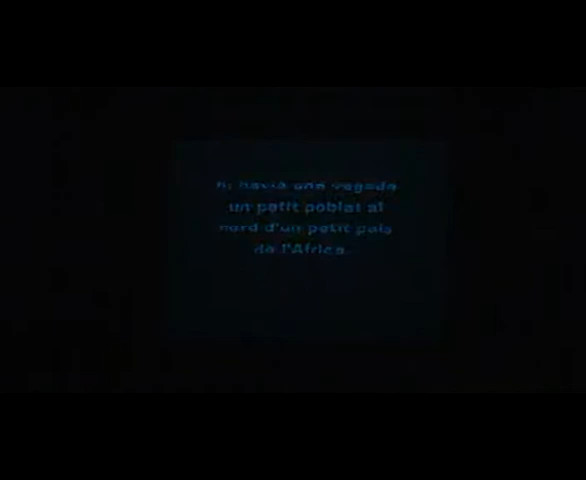 hi havia una vegada
un petit poblat al
nord d'un petit país
de l'Àfrica.